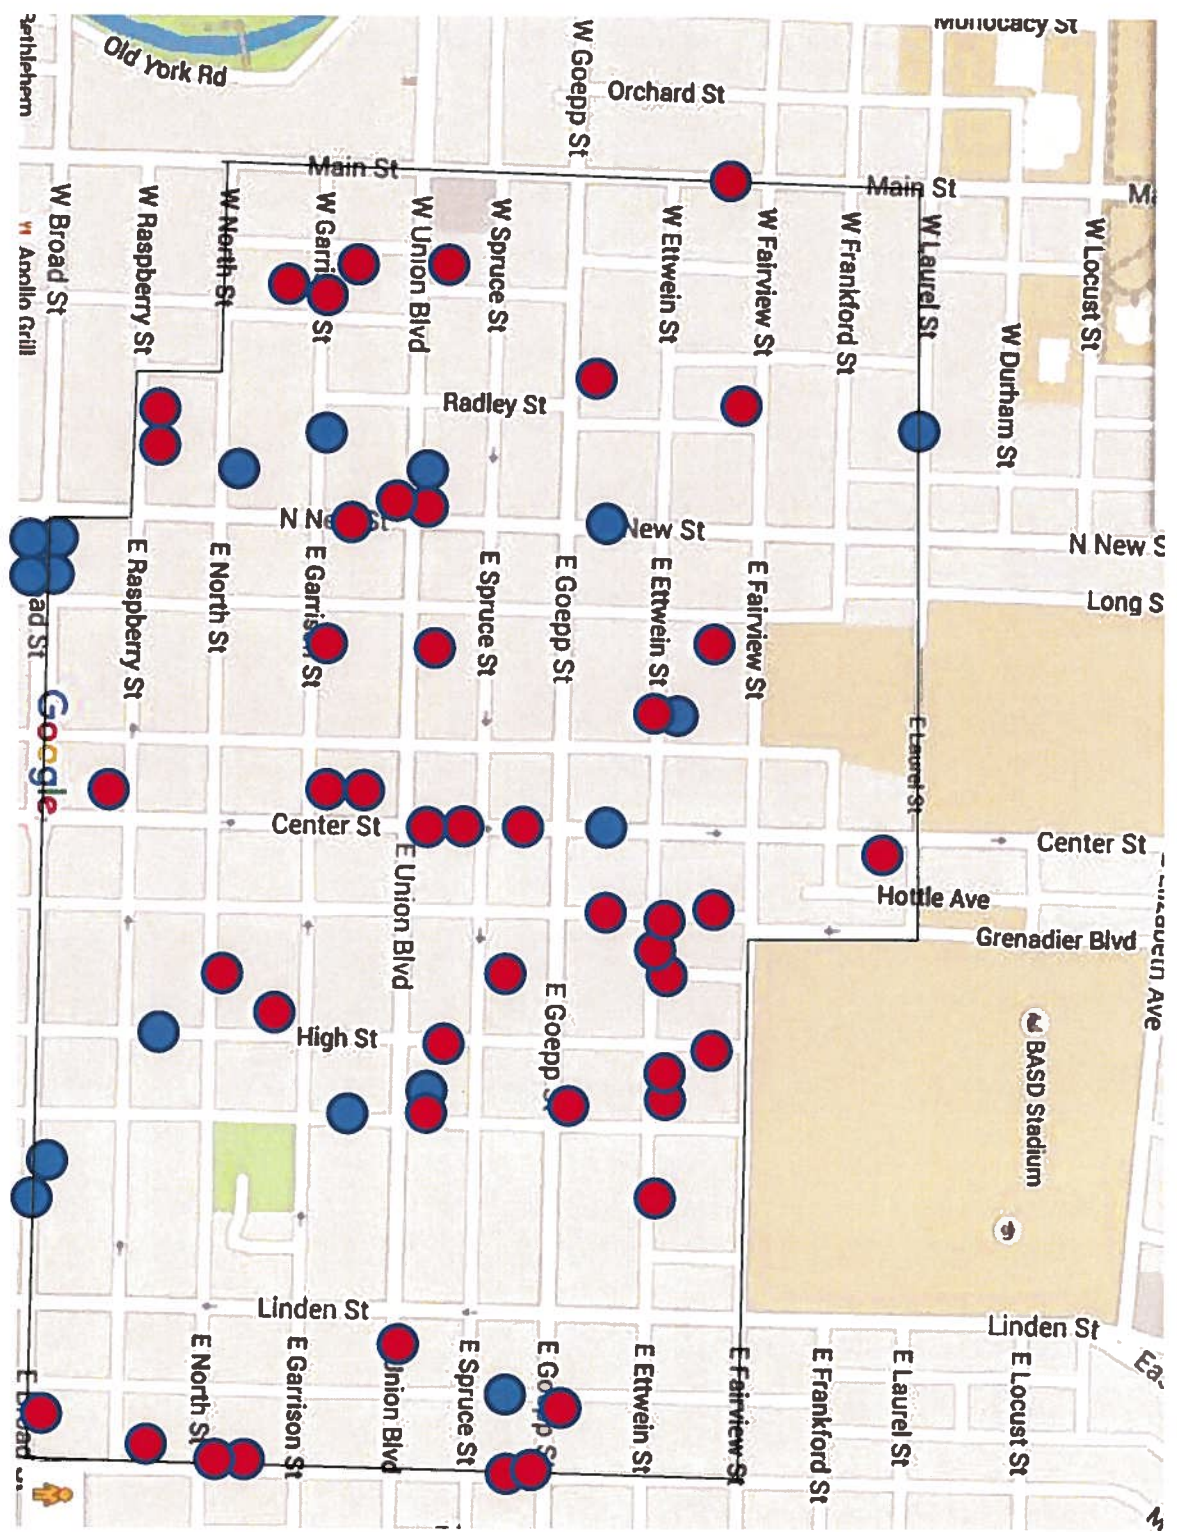 Monocacy St
Old York Rd
Bethlehem
W Goepp St
Orchard St
Main St
Main St
W Broad St
W Raspberry St
W North St
W Union Blvd
W Spruce St
W Ettwein St
W Fairview St
W Frankford St
W Laurel St
W Locust St
Apollo Grill
W Durham St
Radley St
New St
N New S
Long S
E Raspberry St
E North St
E Spruce St
E Goepp St
E Ettwein St
E Fairview St
ad St
Google
E Laurel St
Center St
Center St
E Union Blvd
Hottle Ave
Grenadier Blvd
High St
E Goepp S
BASD Stadium
Linden St
Linden St
E North St
E Garrison St
Union Blvd
E Spruce St
E Ettwein St
E Fairview St
E Frankford St
E Laurel St
E Locust St